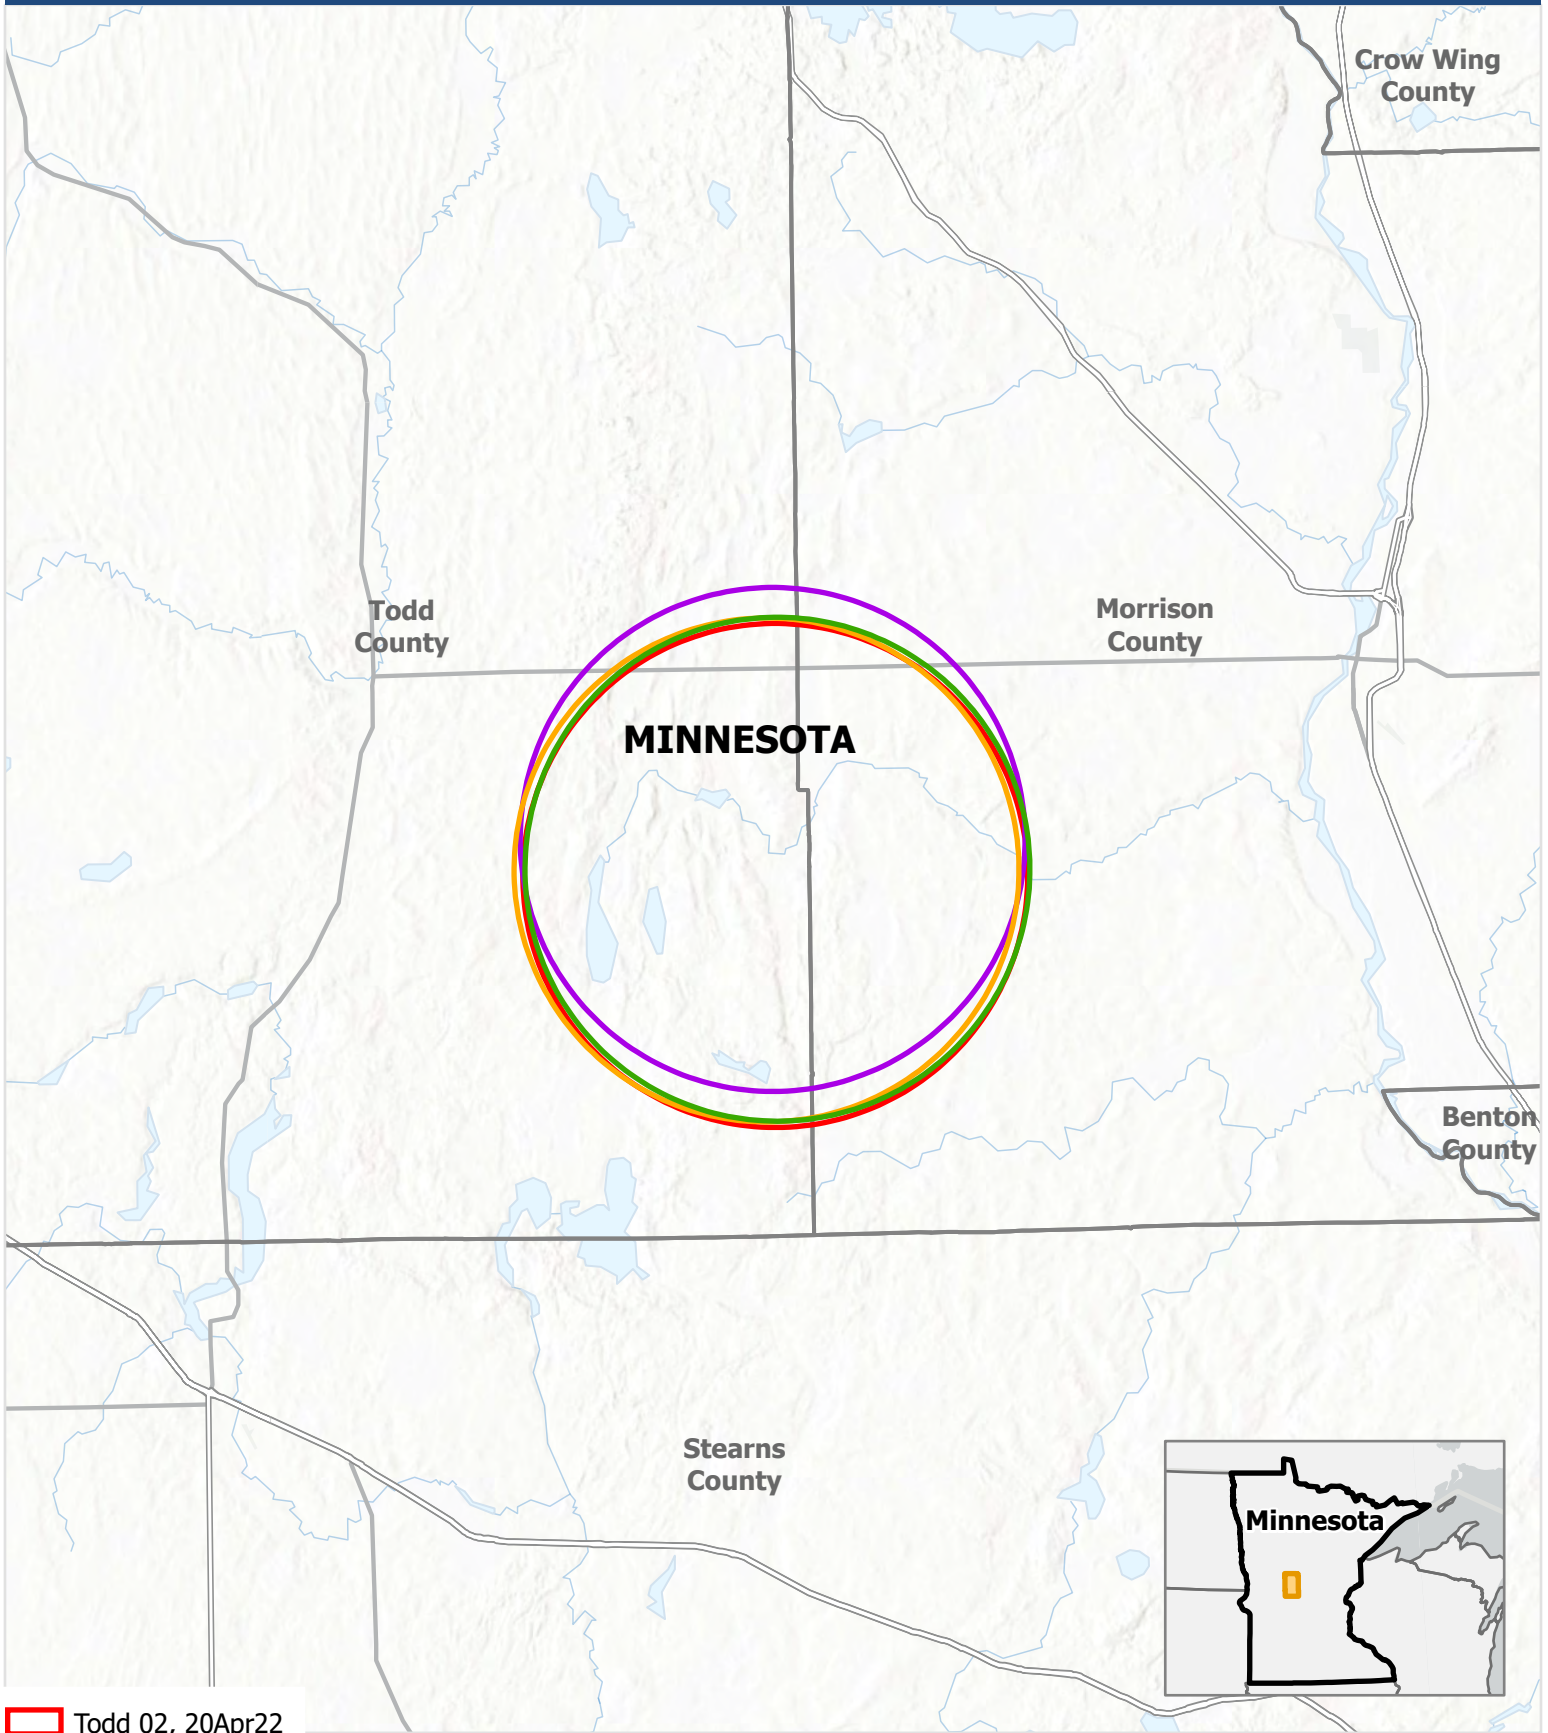 Crow Wing
County
Todd
County
Morrison
County
MINNESOTA
Benton
County
Stearns
County
Minnesota
Todd 02, 20Apr22